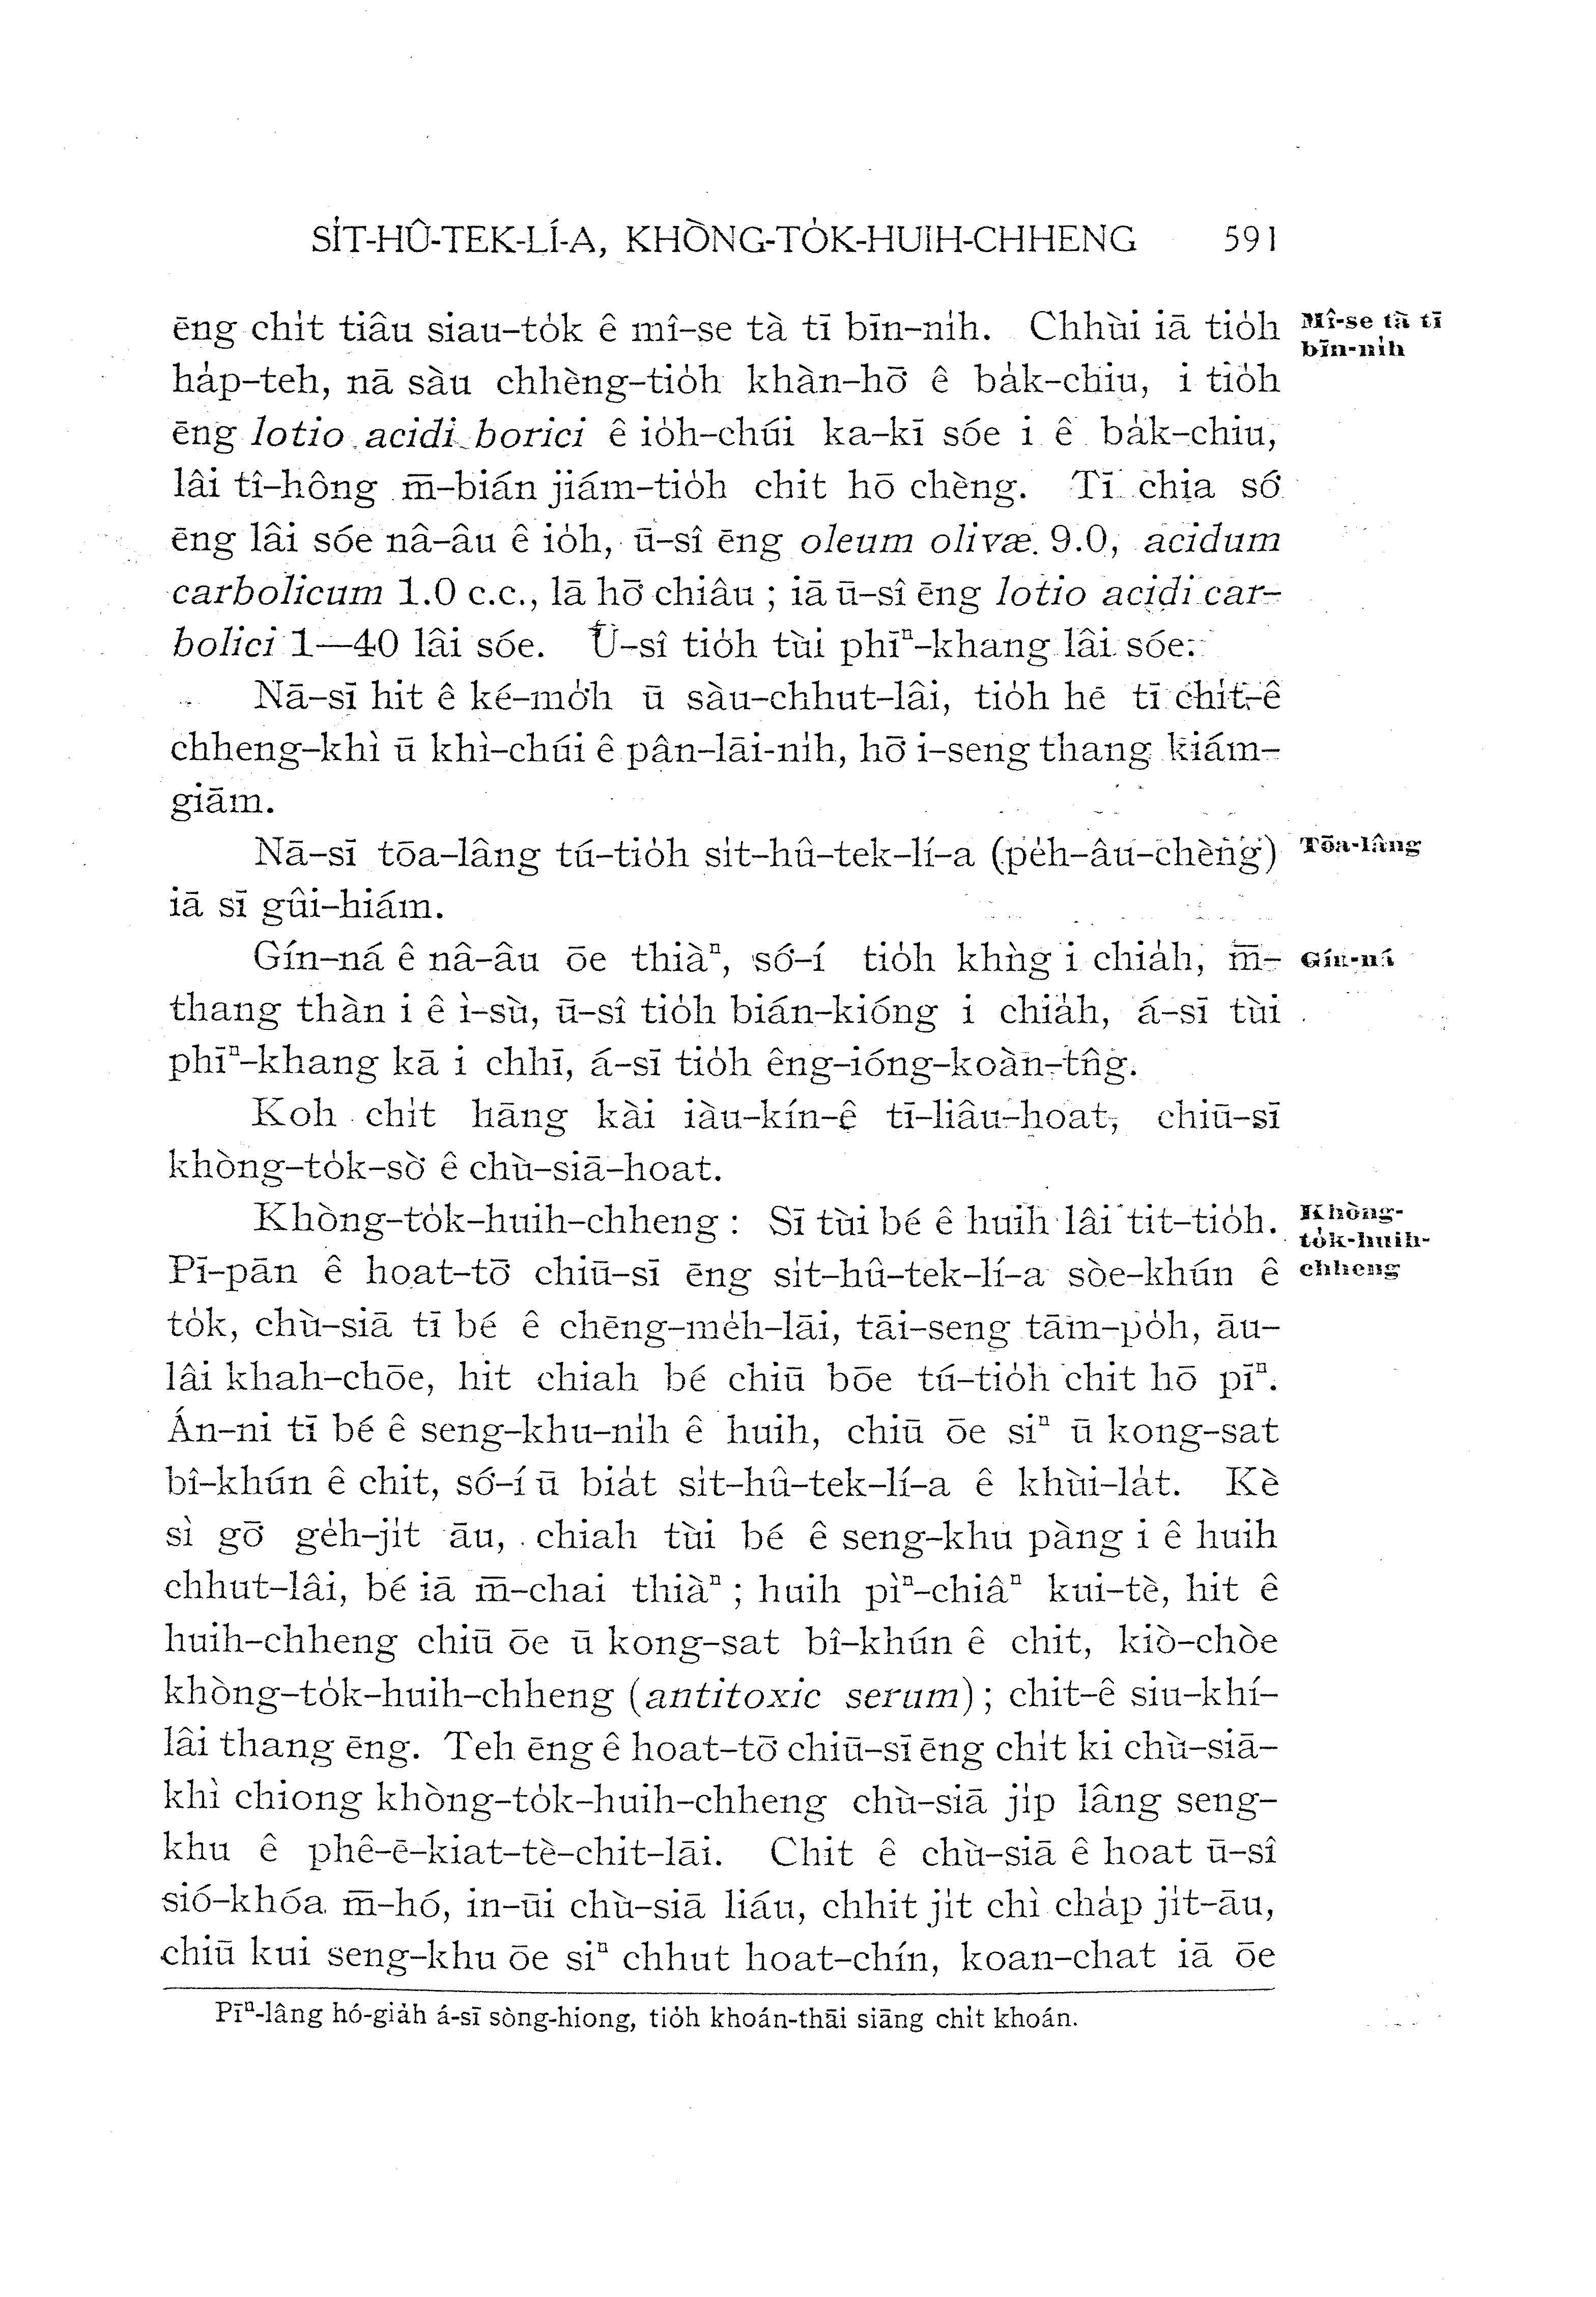 SI̍T-HÛ-TEK-LÍ-A, KHÒNG-TO̍K-HUIH-CHHENG 591
ēng chi̍t tiâu siau-to̍k ê mî-se tà tī bīn-ni̍h. Chhùi iā tio̍h
ha̍p-teh, nā sàu chhèng-tio̍h khàn-hō͘ ê ba̍k-chiu, i tio̍h
ēng lotio acidi borici ê io̍h-chúi ka-kī sóe i ê ba̍k-chiu,
lâi tî-hông m̄-bián jiám-tio̍h chit hō chèng. Tī chia só͘
ēng lâi sóe nâ-âu ê io̍h, ū-sî ēng oleum olivæ 9.0, acidum
carbolicum 1.0 c.c., lā hō͘ chiâu ; iā ū-sî ēng lotio acidi car-
bolici 1—40 lâi sóe. Ū-sî tio̍h tùi phīⁿ-khang lâi sóe.
Nā-sī hit ê ké-mo̍͘h ū sàu-chhut-lâi, tio̍h hē tī chi̍t-ê
chheng-khì ū khì-chúi ê pân-lāi-ni̍h, hō͘ i-seng thang kiám-
giām.
Nā-sī tōa-lâng tú-tio̍h si̍t-hû-tek-lí-a (pe̍h-âu-chèng)
iā sī gûi-hiám.
Gín-ná ê nâ-âu ōe thiàⁿ, só͘-í tio̍h khǹg i chia̍h, m̄-
thang thàn i ê ì-sù, ū-sî tio̍h bián-kióng i chia̍h, á-sī tùi
phīⁿ-khang kā i chhī, á-sī tio̍h êng-ióng-koàn-tn̂g.
Koh chi̍t hāng kài iàu-kín-ê tī-liâu-hoat, chiū-sī
khòng-to̍k-sò͘ ê chù-siā-hoat.
Khòng-to̍k-huih-chheng : Sī tùi bé ê huih lâi tit-tio̍h.
Pī-pān ê hoat-tō͘ chiū-sī ēng si̍t-hû-tek-lí-a sòe-khún ê
to̍k, chù-siā tī bé ê chēng-me̍h-lāi, tāi-seng tām-po̍h, āu-
lâi khah-chōe, hit chiah bé chiū bōe tú-tio̍h chit hō pīⁿ.
Án-ni tī bé ê seng-khu-ni̍h ê huih, chiū ōe siⁿ ū kong-sat
bî-khún ê chit, só͘-í ū bia̍t si̍t-hû-tek-lí-a ê khùi-la̍t. Kè
sì gō͘ ge̍h-ji̍t āu, chiah tùi bé ê seng-khu pàng i ê huih
chhut-lâi, bé iā m̄-chai thiàⁿ ; huih pìⁿ-chiâⁿ kui-tè, hit ê
huih-chheng chiū ōe ū kong-sat bî-khún ê chit, kiò-chòe
khòng-to̍k-huih-chheng (antitoxic serum) ; chit-ê siu-khí-
lâi thang ēng. Teh ēng ê hoat-tō͘ chiū-sī ēng chi̍t ki chù-siā-
khì chiong khòng-to̍k-huih-chheng chù-siā ji̍p lâng seng-
khu ê phê-ē-kiat-tè-chit-lāi. Chit ê chù-siā ê hoat ū-sî
sió-khóa m̄-hó, in-ūi chù-siā liáu, chhit ji̍t chì cha̍p ji̍t-āu,
chiū kui seng-khu ōe siⁿ chhut hoat-chín, koan-chat iā ōe
Pīⁿ-lâng hó-gia̍h á-sī sòng-hiong, tio̍h khoán-thāi siāng chi̍t khoán.
Mî-se tà tī
bīn-ni̍h
Tōa-lâng
Gín-ná
Khòng-
to̍k-huih-
chheng